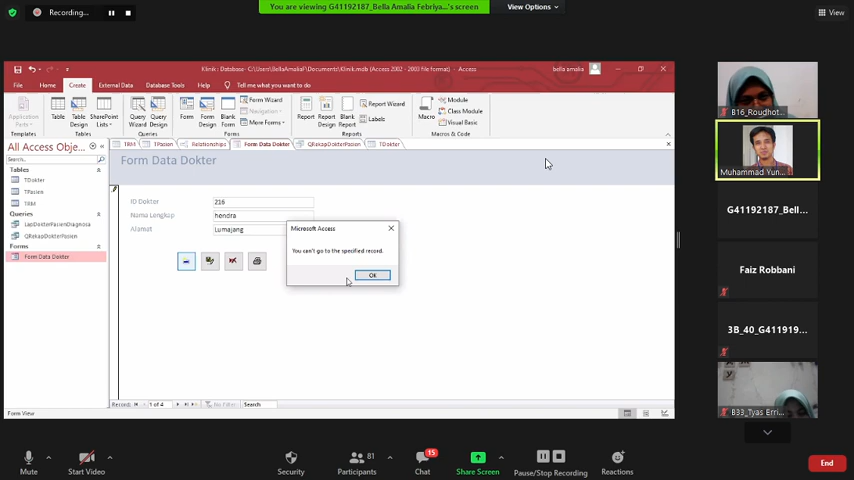 Recording...
You are viewing G41192187_Bella Amalia Febriya...'s screen
View Options
View
Klinik : Database- C:\Users\BellaAmaliaF\Documents\Klinik.mdb (Access 2002 - 2003 file format) - Access
bella amalia
File
Home
Create
External Data
Database Tools
Help
Tell me what you want to do
Application Parts
Table
Table Design
SharePoint Lists
Query Wizard
Query Design
Form
Form Design
Blank Form
Form Wizard
Navigation
More Forms
Report
Report Design
Blank Report
Report Wizard
Labels
Macro
Module
Class Module
Visual Basic
Templates
Tables
Queries
Forms
Reports
Macros & Code
All Access Obje...
Search...
Tables
TDokter
TPasien
TRM
Queries
LapDokterPasienDiagnosa
QRekapDokterPasien
Forms
Form Data Dokter
TRM
TPasien
Relationships
Form Data Dokter
QRekapDokterPasien
TDokter
Form Data Dokter
ID Dokter
216
Nama Lengkap
hendra
Alamat
Lumajang
Microsoft Access
You can't go to the specified record.
OK
Record:
1 of 4
No Filter
Search
Form View
B16_Roudhot...
Muhammad Yun...
G41192187_Bell...
Faiz Robbani
3B_40_G411919...
B33_Tyas Erri...
Mute
Start Video
Security
81
Participants
15
Chat
Share Screen
Pause/Stop Recording
Reactions
End